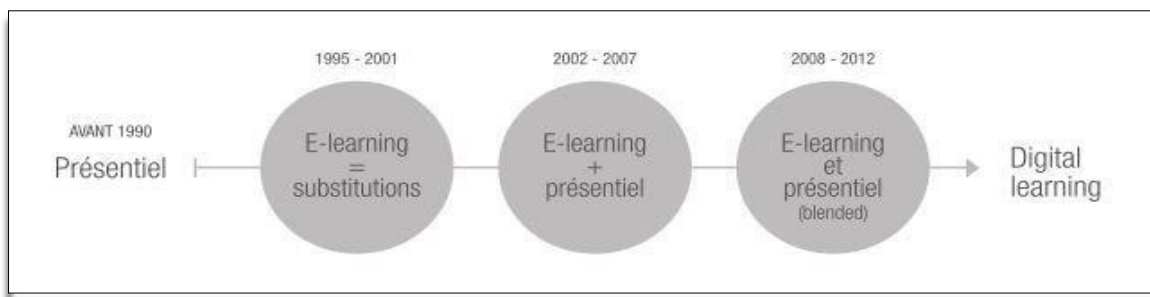 AVANT 1990
Présentiel
1995 - 2001
E-learning
=
substitutions
2002 - 2007
E-learning
+
présentiel
2008 - 2012
E-learning
et
présentiel
(blended)
Digital
learning